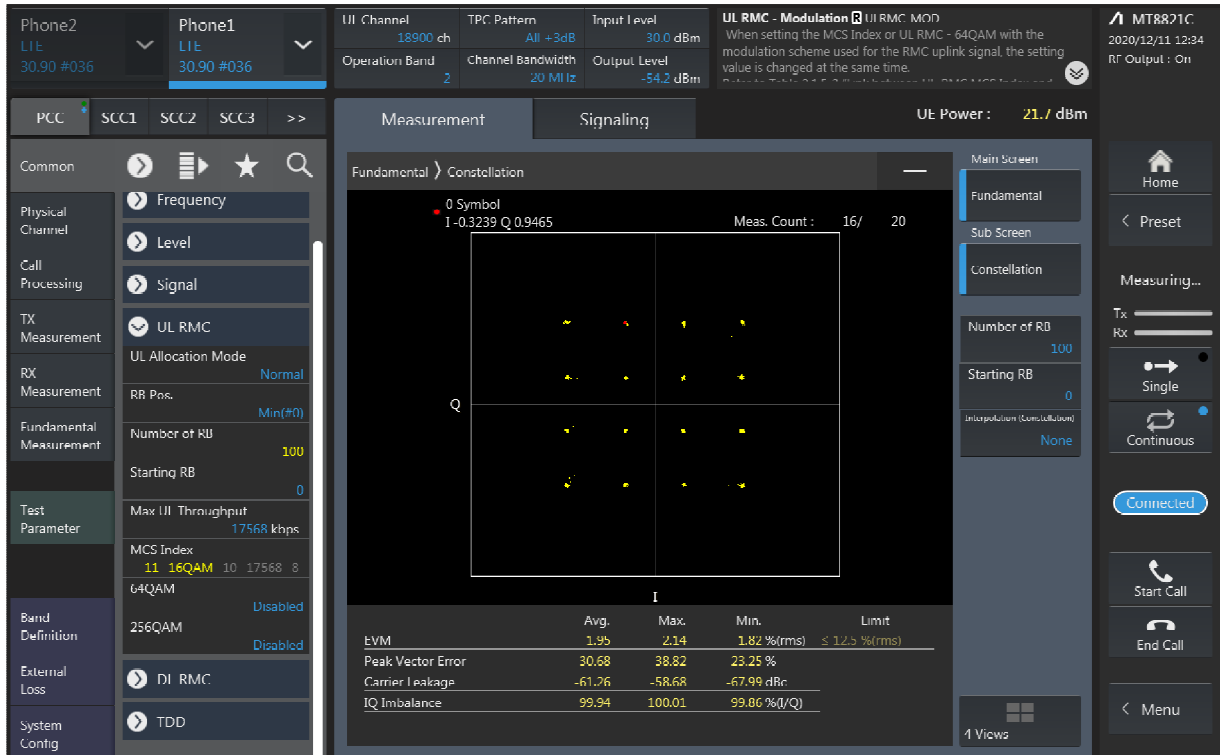 Phone2
LTE
30.90 #036
Phone1
LTE
30.90 #036
UL Channel
18900 ch
TPC Pattern
All +3dB
Input Level
30.0 dBm
Operation Band
2
Channel Bandwidth
20 MHz
Output Level
-54.2 dBm
UL RMC - Modulation R ULRMC_MOD
When setting the MCS Index or UL RMC - 64QAM with the
modulation scheme used for the RMC uplink signal, the setting
value is changed at the same time.
MT8821C
2020/12/11 12:34
RF Output : On
PCC
SCC1
SCC2
SCC3
>>
Measurement
Signaling
UE Power : 21.7 dBm
Common
Physical
Channel
Call
Processing
TX
Measurement
RX
Measurement
Fundamental
Measurement
Test
Parameter
Band
Definition
External
Loss
System
Config
Frequency
Level
Signal
UL RMC
UL Allocation Mode
Normal
RB Pos.
Min(#0)
Number of RB
100
Starting RB
0
Max UL Throughput
17568 kbps
MCS Index
11 16QAM 10 17568 8
64QAM
Disabled
256QAM
Disabled
DL RMC
TDD
Fundamental 〉 Constellation
0 Symbol
I -0.3239 Q 0.9465
Meas. Count : 16/ 20
Q
I
Avg. Max. Min. Limit
EVM 1.95 2.14 1.82 %(rms) ≤ 12.5 %(rms)
Peak Vector Error 30.68 38.82 23.25 %
Carrier Leakage -61.26 -58.68 -67.99 dBc
IQ Imbalance 99.94 100.01 99.86 %(I/Q)
Main Screen
Fundamental
Sub Screen
Constellation
Number of RB
100
Starting RB
0
Interpolation (Constellation)
None
4 Views
Home
< Preset
Measuring...
Tx
Rx
Single
Continuous
Connected
Start Call
End Call
< Menu